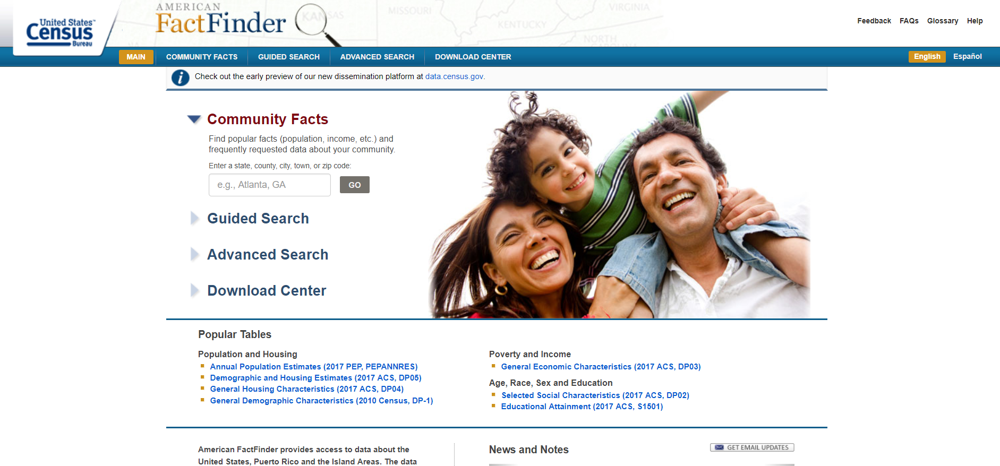 United States™
Census
Bureau
AMERICAN
FactFinder
KANSAS
MISSOURI
KENTUCKY
VIRGINIA
NORTH
CAROLINA
Feedback FAQs Glossary Help
MAIN COMMUNITY FACTS GUIDED SEARCH ADVANCED SEARCH DOWNLOAD CENTER English Español
i Check out the early preview of our new dissemination platform at data.census.gov.
Community Facts
Find popular facts (population, income, etc.) and
frequently requested data about your community.
Enter a state, county, city, town, or zip code:
e.g., Atlanta, GA GO
Guided Search
Advanced Search
Download Center
Popular Tables
Population and Housing
Annual Population Estimates (2017 PEP, PEPANNRES)
Demographic and Housing Estimates (2017 ACS, DP05)
General Housing Characteristics (2017 ACS, DP04)
General Demographic Characteristics (2010 Census, DP-1)
Poverty and Income
General Economic Characteristics (2017 ACS, DP03)
Age, Race, Sex and Education
Selected Social Characteristics (2017 ACS, DP02)
Educational Attainment (2017 ACS, S1501)
American FactFinder provides access to data about the
United States, Puerto Rico and the Island Areas. The data
News and Notes
GET EMAIL UPDATES